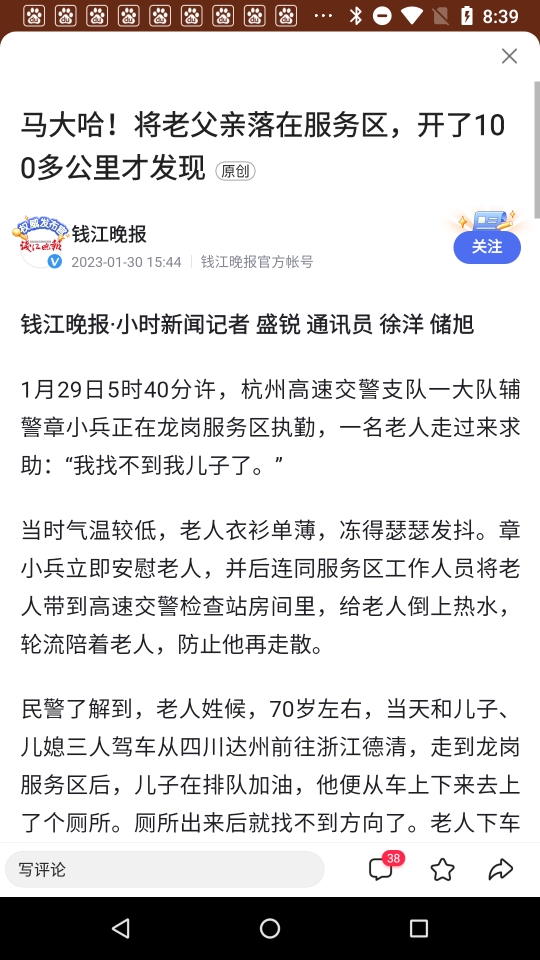 8:39
马大哈！将老父亲落在服务区，开了10
0多公里才发现 原创
权威发布官
钱江晚报
钱江晚报
关注
2023-01-30 15:44 钱江晚报官方帐号
钱江晚报·小时新闻记者 盛锐 通讯员 徐洋 储旭
1月29日5时40分许，杭州高速交警支队一大队辅
警章小兵正在龙岗服务区执勤，一名老人走过来求
助：“我找不到我儿子了。”
当时气温较低，老人衣衫单薄，冻得瑟瑟发抖。章
小兵立即安慰老人，并后连同服务区工作人员将老
人带到高速交警检查站房间里，给老人倒上热水，
轮流陪着老人，防止他再走散。
民警了解到，老人姓候，70岁左右，当天和儿子、
儿媳三人驾车从四川达州前往浙江德清，走到龙岗
服务区后，儿子在排队加油，他便从车上下来去上
了个厕所。厕所出来后就找不到方向了。老人下车
写评论
38